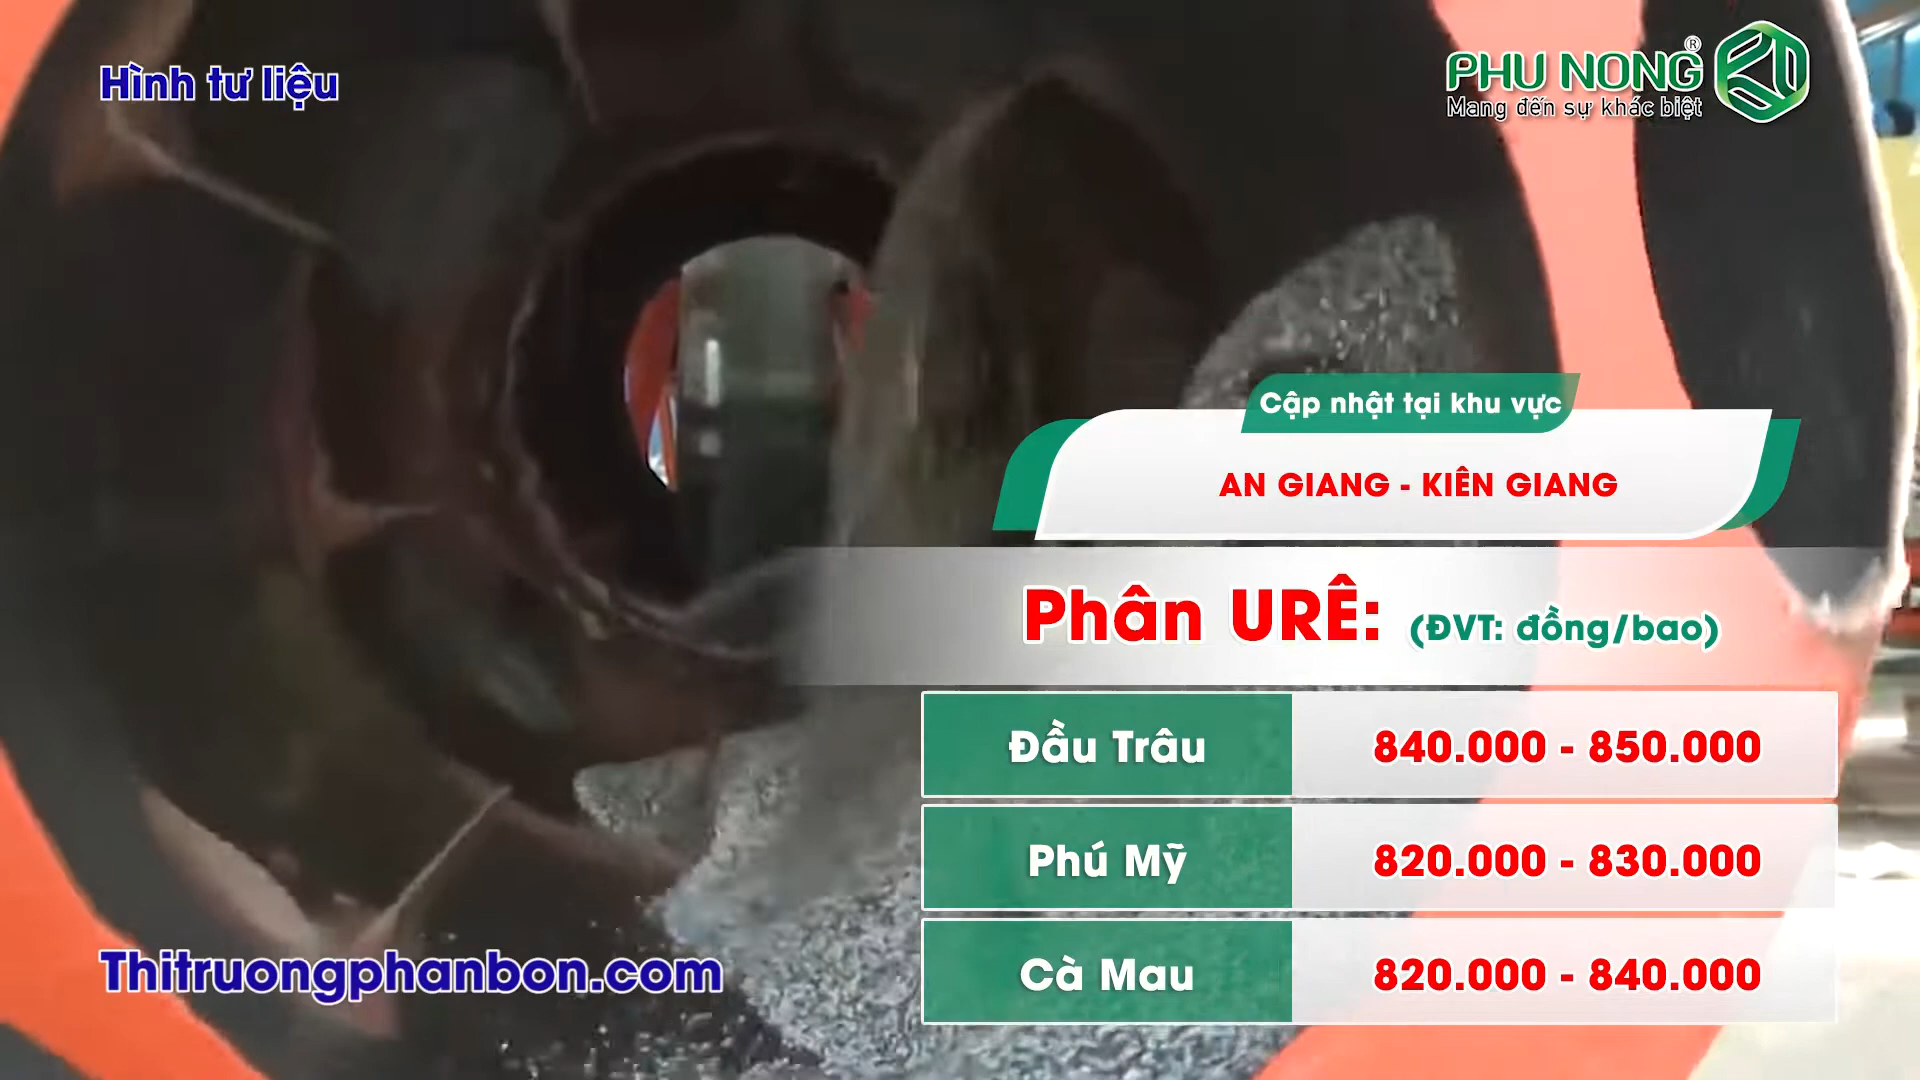 Hình tư liệu
PHU NONG®
Mang đến sự khác biệt
Cập nhật tại khu vực
AN GIANG - KIÊN GIANG
Phân URÊ: (ĐVT: đồng/bao)
Đầu Trâu 840.000 - 850.000
Phú Mỹ 820.000 - 830.000
Cà Mau 820.000 - 840.000
Thitruongphanbon.com